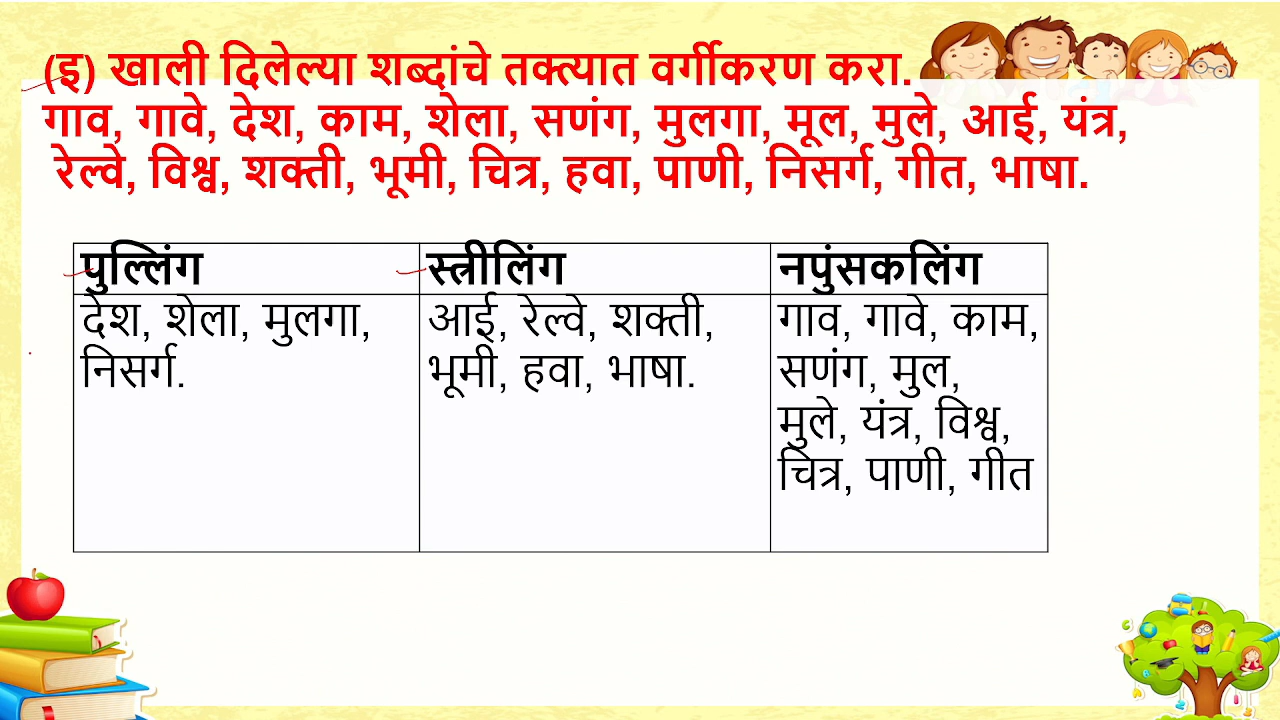 (इ) खाली दिलेल्या शब्दांचे तक्त्यात वर्गीकरण करा.
गाव, गावे, देश, काम, शेला, सणंग, मुलगा, मूल, मुले, आई, यंत्र,
रेल्वे, विश्व, शक्ती, भूमी, चित्र, हवा, पाणी, निसर्ग, गीत, भाषा.
पुल्लिंग
देश, शेला, मुलगा,
निसर्ग.
स्त्रीलिंग
आई, रेल्वे, शक्ती,
भूमी, हवा, भाषा.
नपुंसकलिंग
गाव, गावे, काम,
सणंग, मुल,
मुले, यंत्र, विश्व,
चित्र, पाणी, गीत